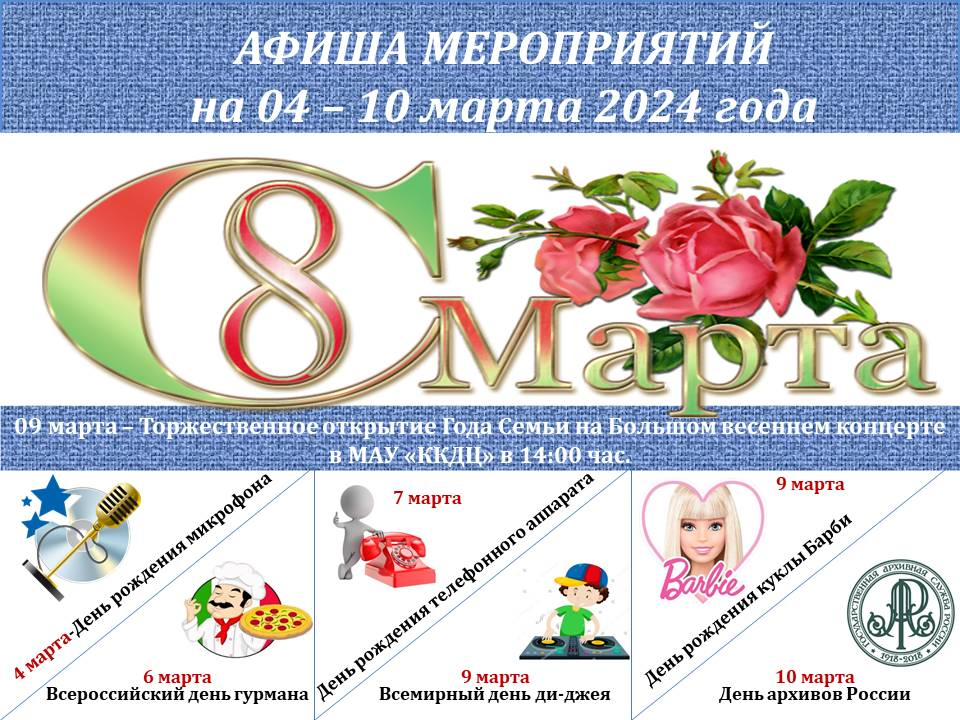 АФИША МЕРОПРИЯТИЙ
на 04 – 10 марта 2024 года
С 8 Марта
09 марта – Торжественное открытие Года Семьи на Большом весеннем концерте
в МАУ «ККДЦ» в 14:00 час.
4 марта-День рождения микрофона
6 марта
Всероссийский день гурмана
7 марта
День рождения телефонного аппарата
9 марта
Всемирный день ди-джея
9 марта
Barbie
День рождения куклы Барби
ГОСУДАРСТВЕННАЯ АРХИВНАЯ СЛУЖБА РОССИИ
1918-2018
10 марта
День архивов России